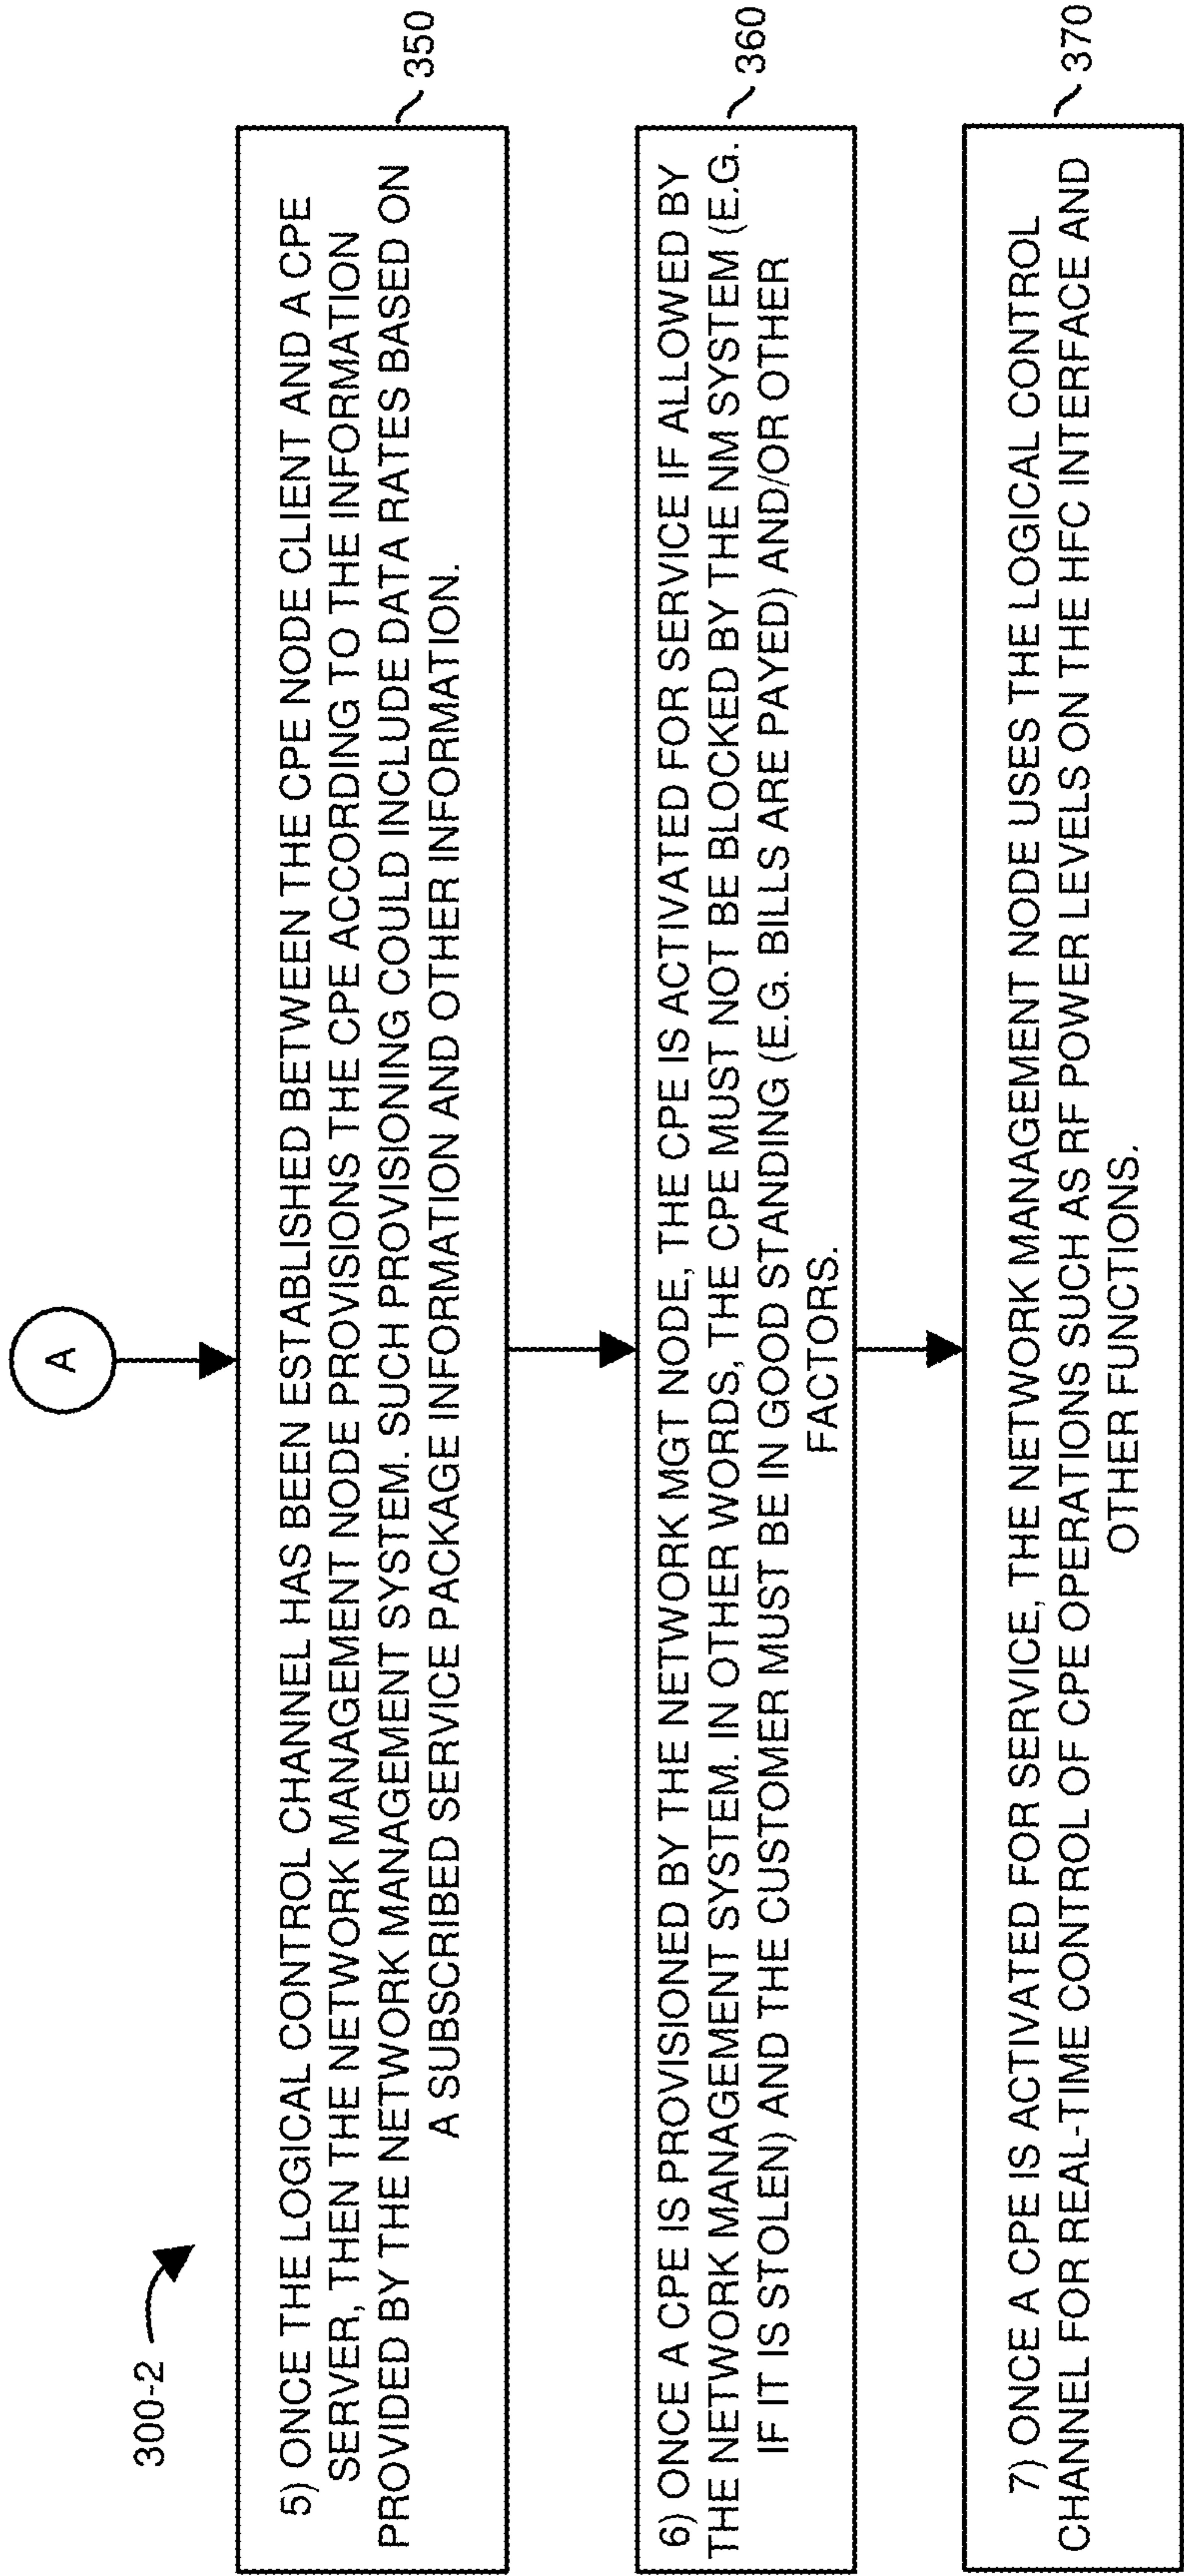 A
300-2
5) ONCE THE LOGICAL CONTROL CHANNEL HAS BEEN ESTABLISHED BETWEEN THE CPE NODE CLIENT AND A CPE
SERVER, THEN THE NETWORK MANAGEMENT NODE PROVISIONS THE CPE ACCORDING TO THE INFORMATION
PROVIDED BY THE NETWORK MANAGEMENT SYSTEM. SUCH PROVISIONING COULD INCLUDE DATA RATES BASED ON
A SUBSCRIBED SERVICE PACKAGE INFORMATION AND OTHER INFORMATION.
350
6) ONCE A CPE IS PROVISIONED BY THE NETWORK MGT NODE, THE CPE IS ACTIVATED FOR SERVICE IF ALLOWED BY
THE NETWORK MANAGEMENT SYSTEM. IN OTHER WORDS, THE CPE MUST NOT BE BLOCKED BY THE NM SYSTEM (E.G.
IF IT IS STOLEN) AND THE CUSTOMER MUST BE IN GOOD STANDING (E.G. BILLS ARE PAYED) AND/OR OTHER
FACTORS.
360
7) ONCE A CPE IS ACTIVATED FOR SERVICE, THE NETWORK MANAGEMENT NODE USES THE LOGICAL CONTROL
CHANNEL FOR REAL-TIME CONTROL OF CPE OPERATIONS SUCH AS RF POWER LEVELS ON THE HFC INTERFACE AND
OTHER FUNCTIONS.
370